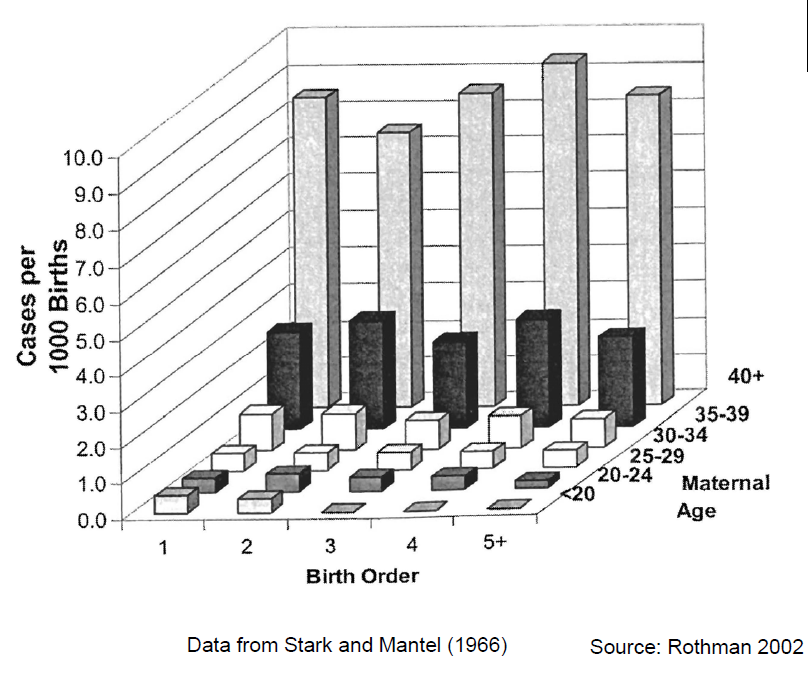 Cases per
1000 Births
10.0
9.0
8.0
7.0
6.0
5.0
4.0
3.0
2.0
1.0
0.0
40+
35-39
30-34
25-29
20-24
<20
Maternal
Age
1 2 3 4 5+
Birth Order
Data from Stark and Mantel (1966) Source: Rothman 2002